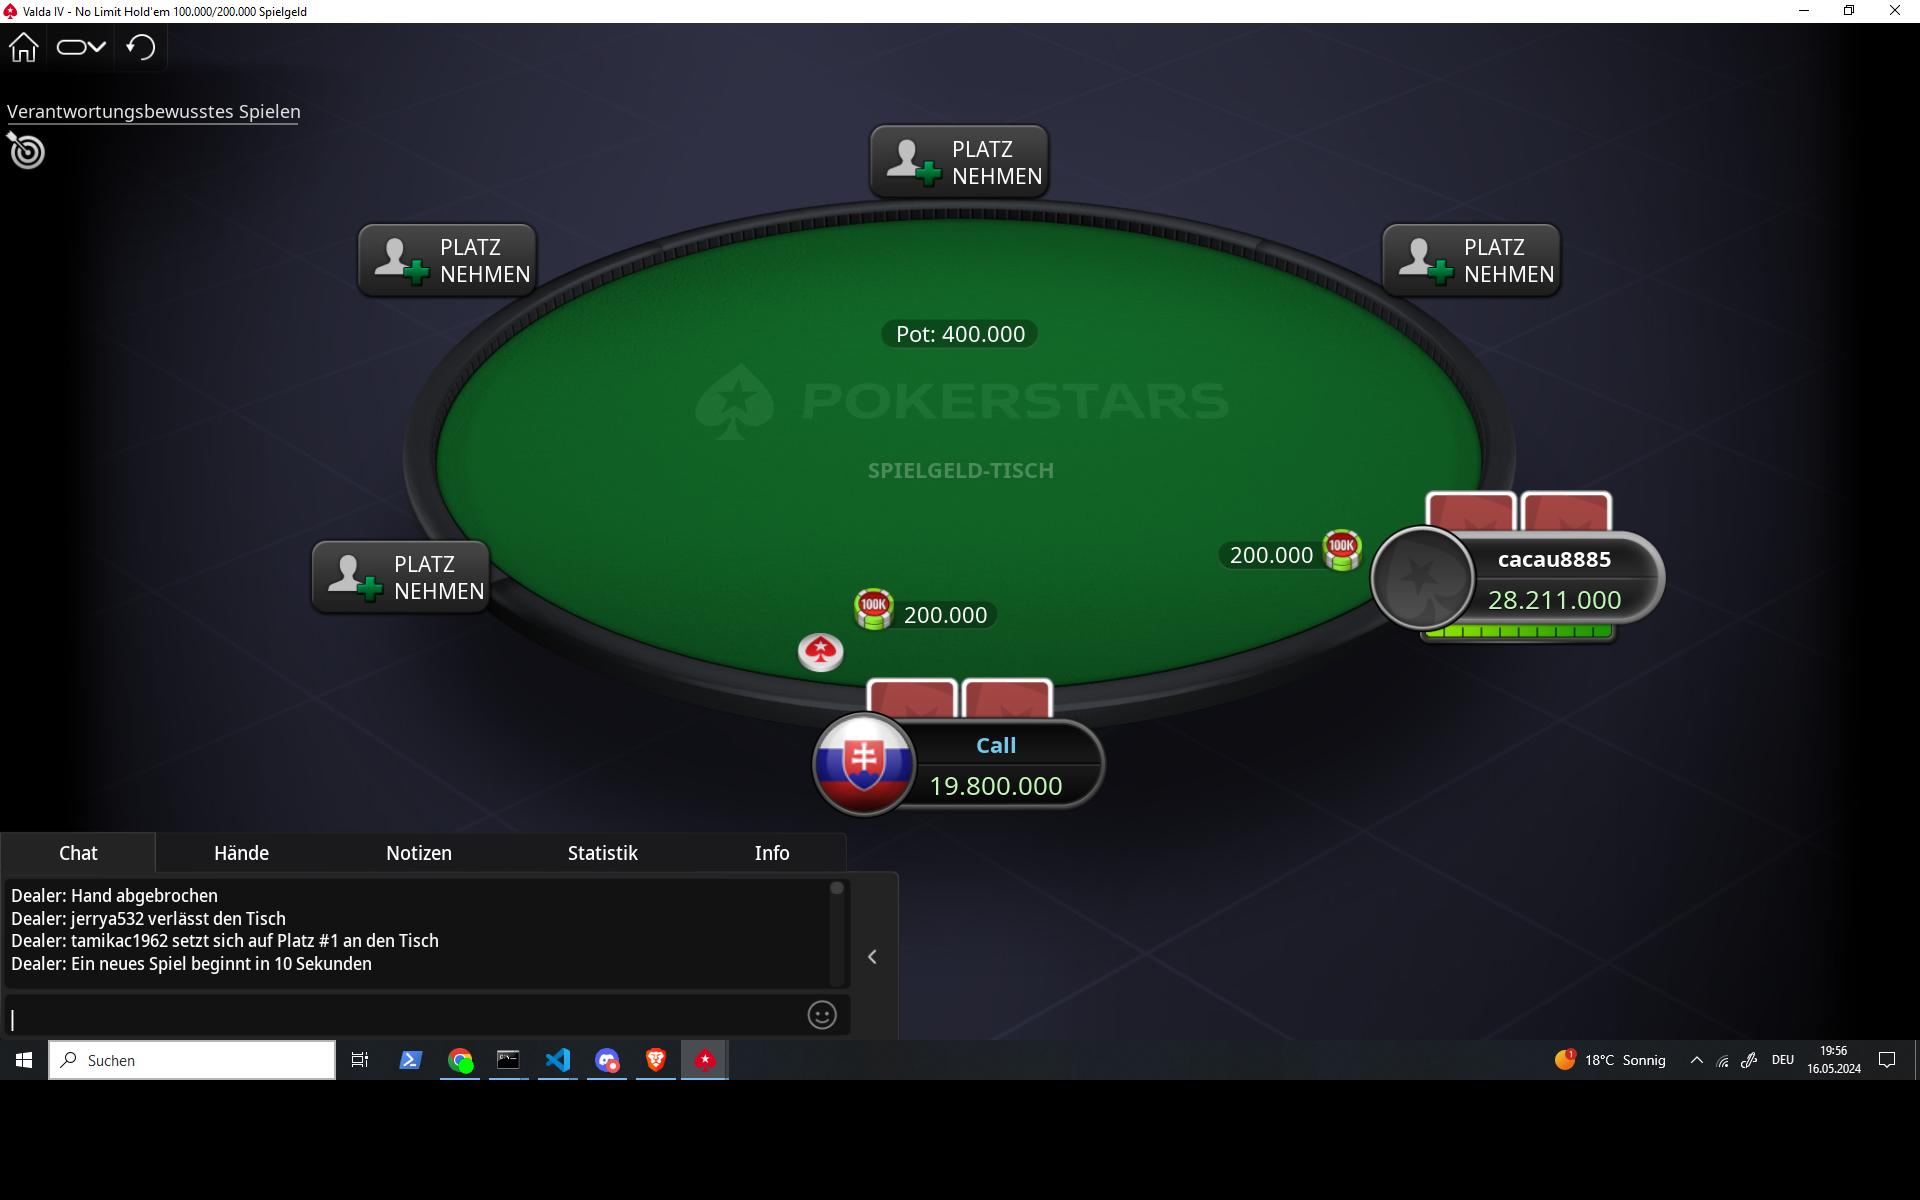 Valda IV - No Limit Hold'em 100.000/200.000 Spielgeld
Verantwortungsbewusstes Spielen
PLATZ
NEHMEN
PLATZ
NEHMEN
PLATZ
NEHMEN
Pot: 400.000
POKERSTARS
SPIELGELD-TISCH
200.000
100K
cacau8885
28.211.000
PLATZ
NEHMEN
100K
200.000
Call
19.800.000
Chat
Hände
Notizen
Statistik
Info
Dealer: Hand abgebrochen
Dealer: jerrya532 verlässt den Tisch
Dealer: tamikac1962 setzt sich auf Platz #1 an den Tisch
Dealer: Ein neues Spiel beginnt in 10 Sekunden
Suchen
1
18°C Sonnig
DEU
19:56
16.05.2024